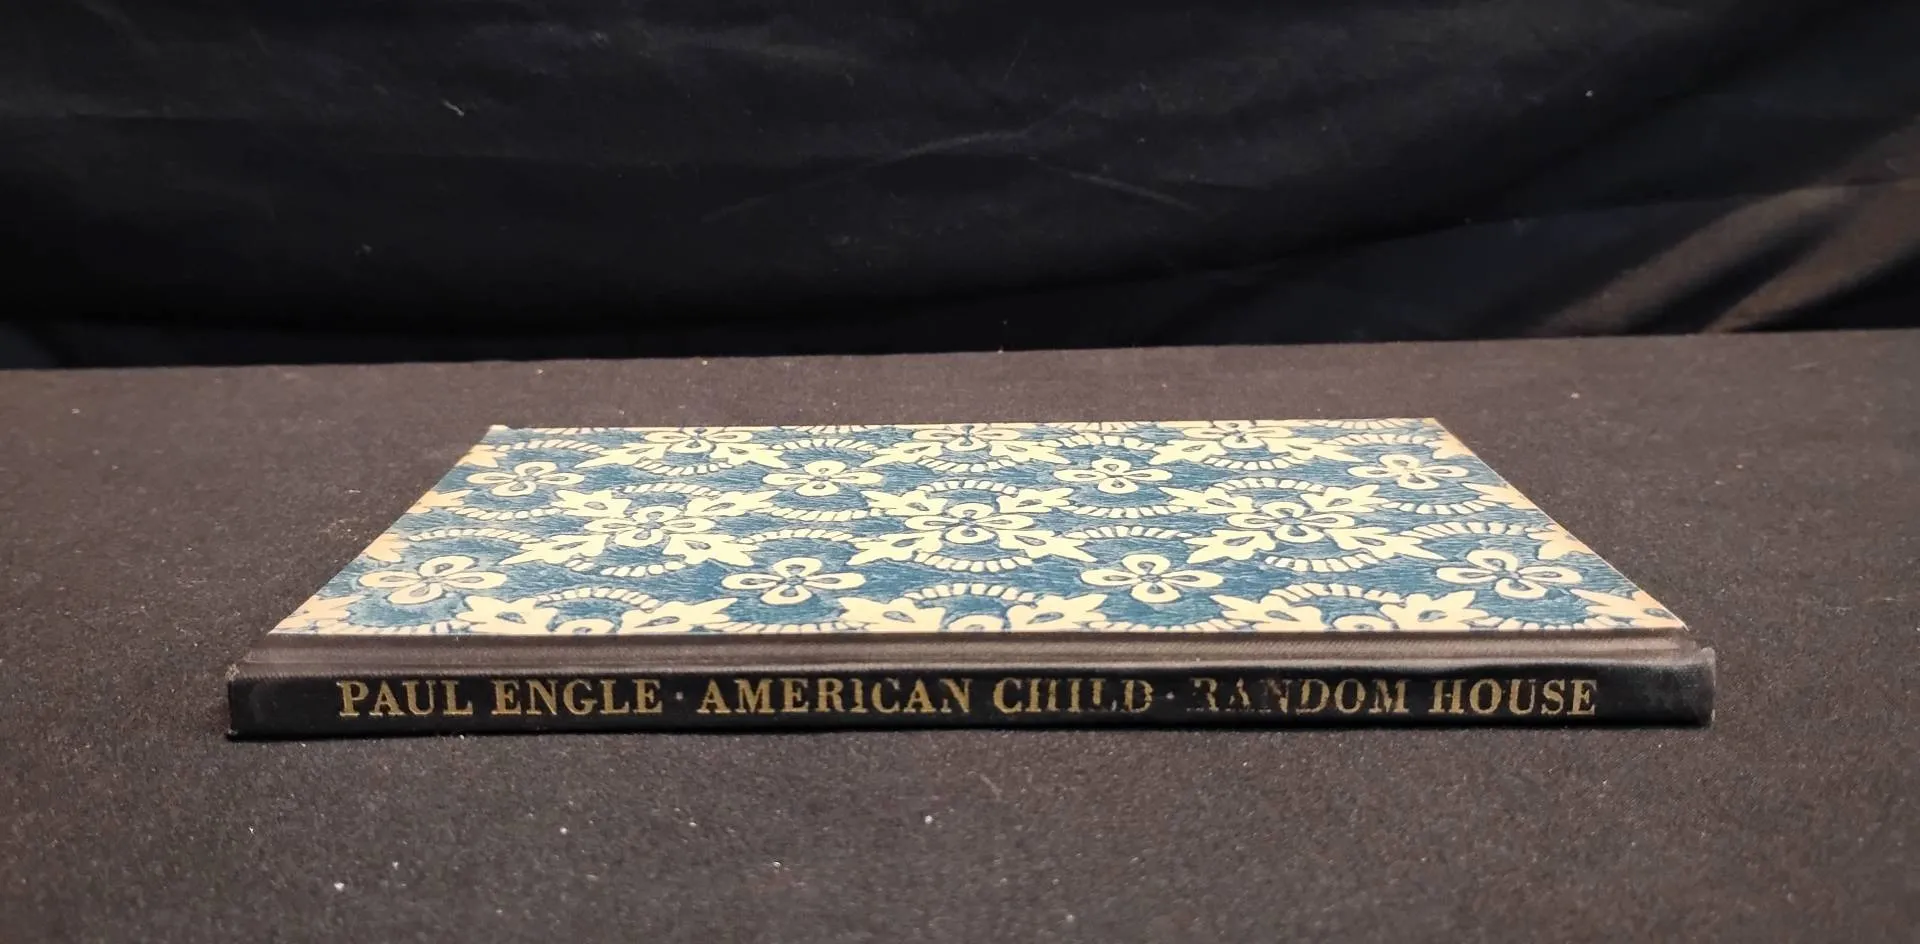 PAUL ENGLE · AMERICAN CHILD · RANDOM HOUSE